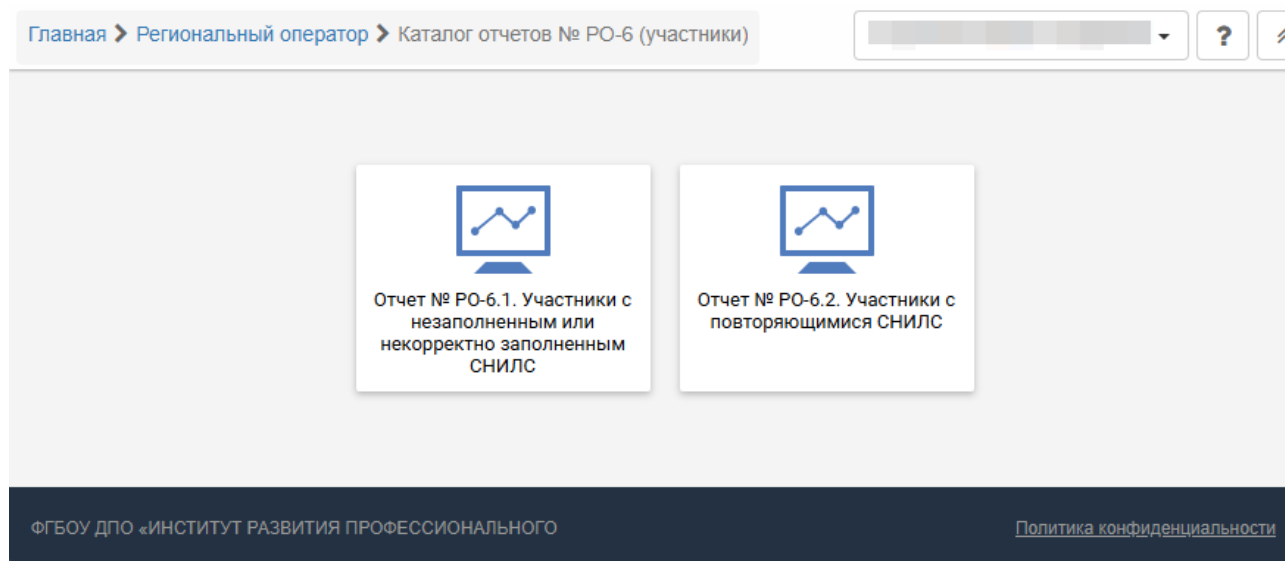 Главная > Региональный оператор > Каталог отчетов № РО-6 (участники)
?
Отчет № РО-6.1. Участники с
незаполненным или
некорректно заполненным
СНИЛС
Отчет № РО-6.2. Участники с
повторяющимися СНИЛС
ФГБОУ ДПО «ИНСТИТУТ РАЗВИТИЯ ПРОФЕССИОНАЛЬНОГО
Политика конфиденциальности